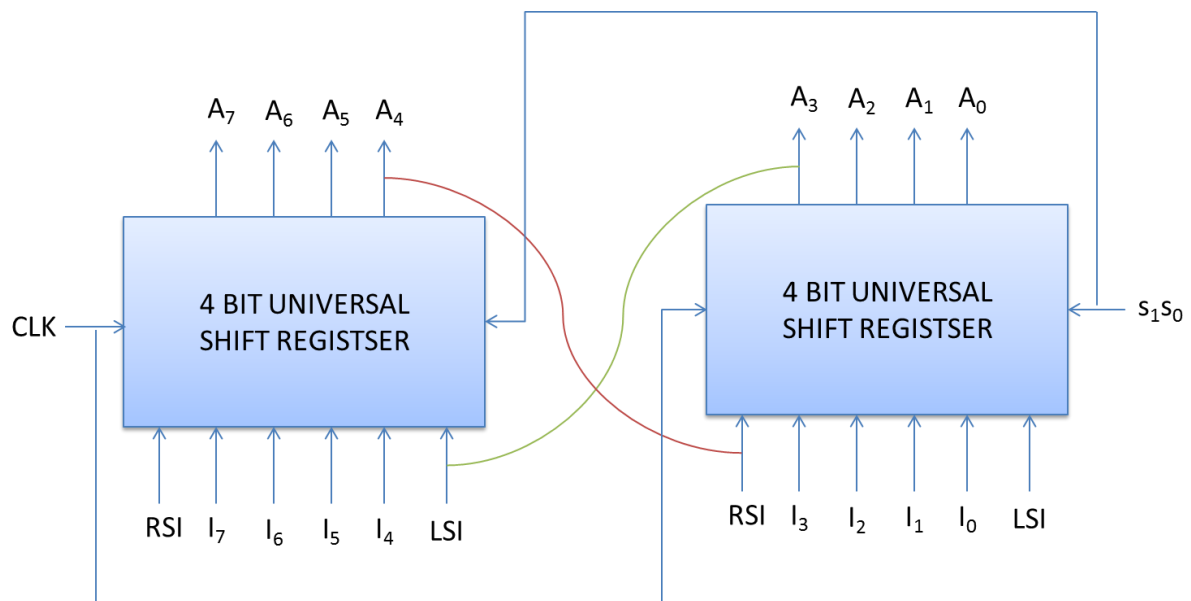 A₇ A₆ A₅ A₄
A₃ A₂ A₁ A₀
4 BIT UNIVERSAL
SHIFT REGISTSER
4 BIT UNIVERSAL
SHIFT REGISTSER
CLK
s₁s₀
RSI I₇ I₆ I₅ I₄ LSI
RSI I₃ I₂ I₁ I₀ LSI